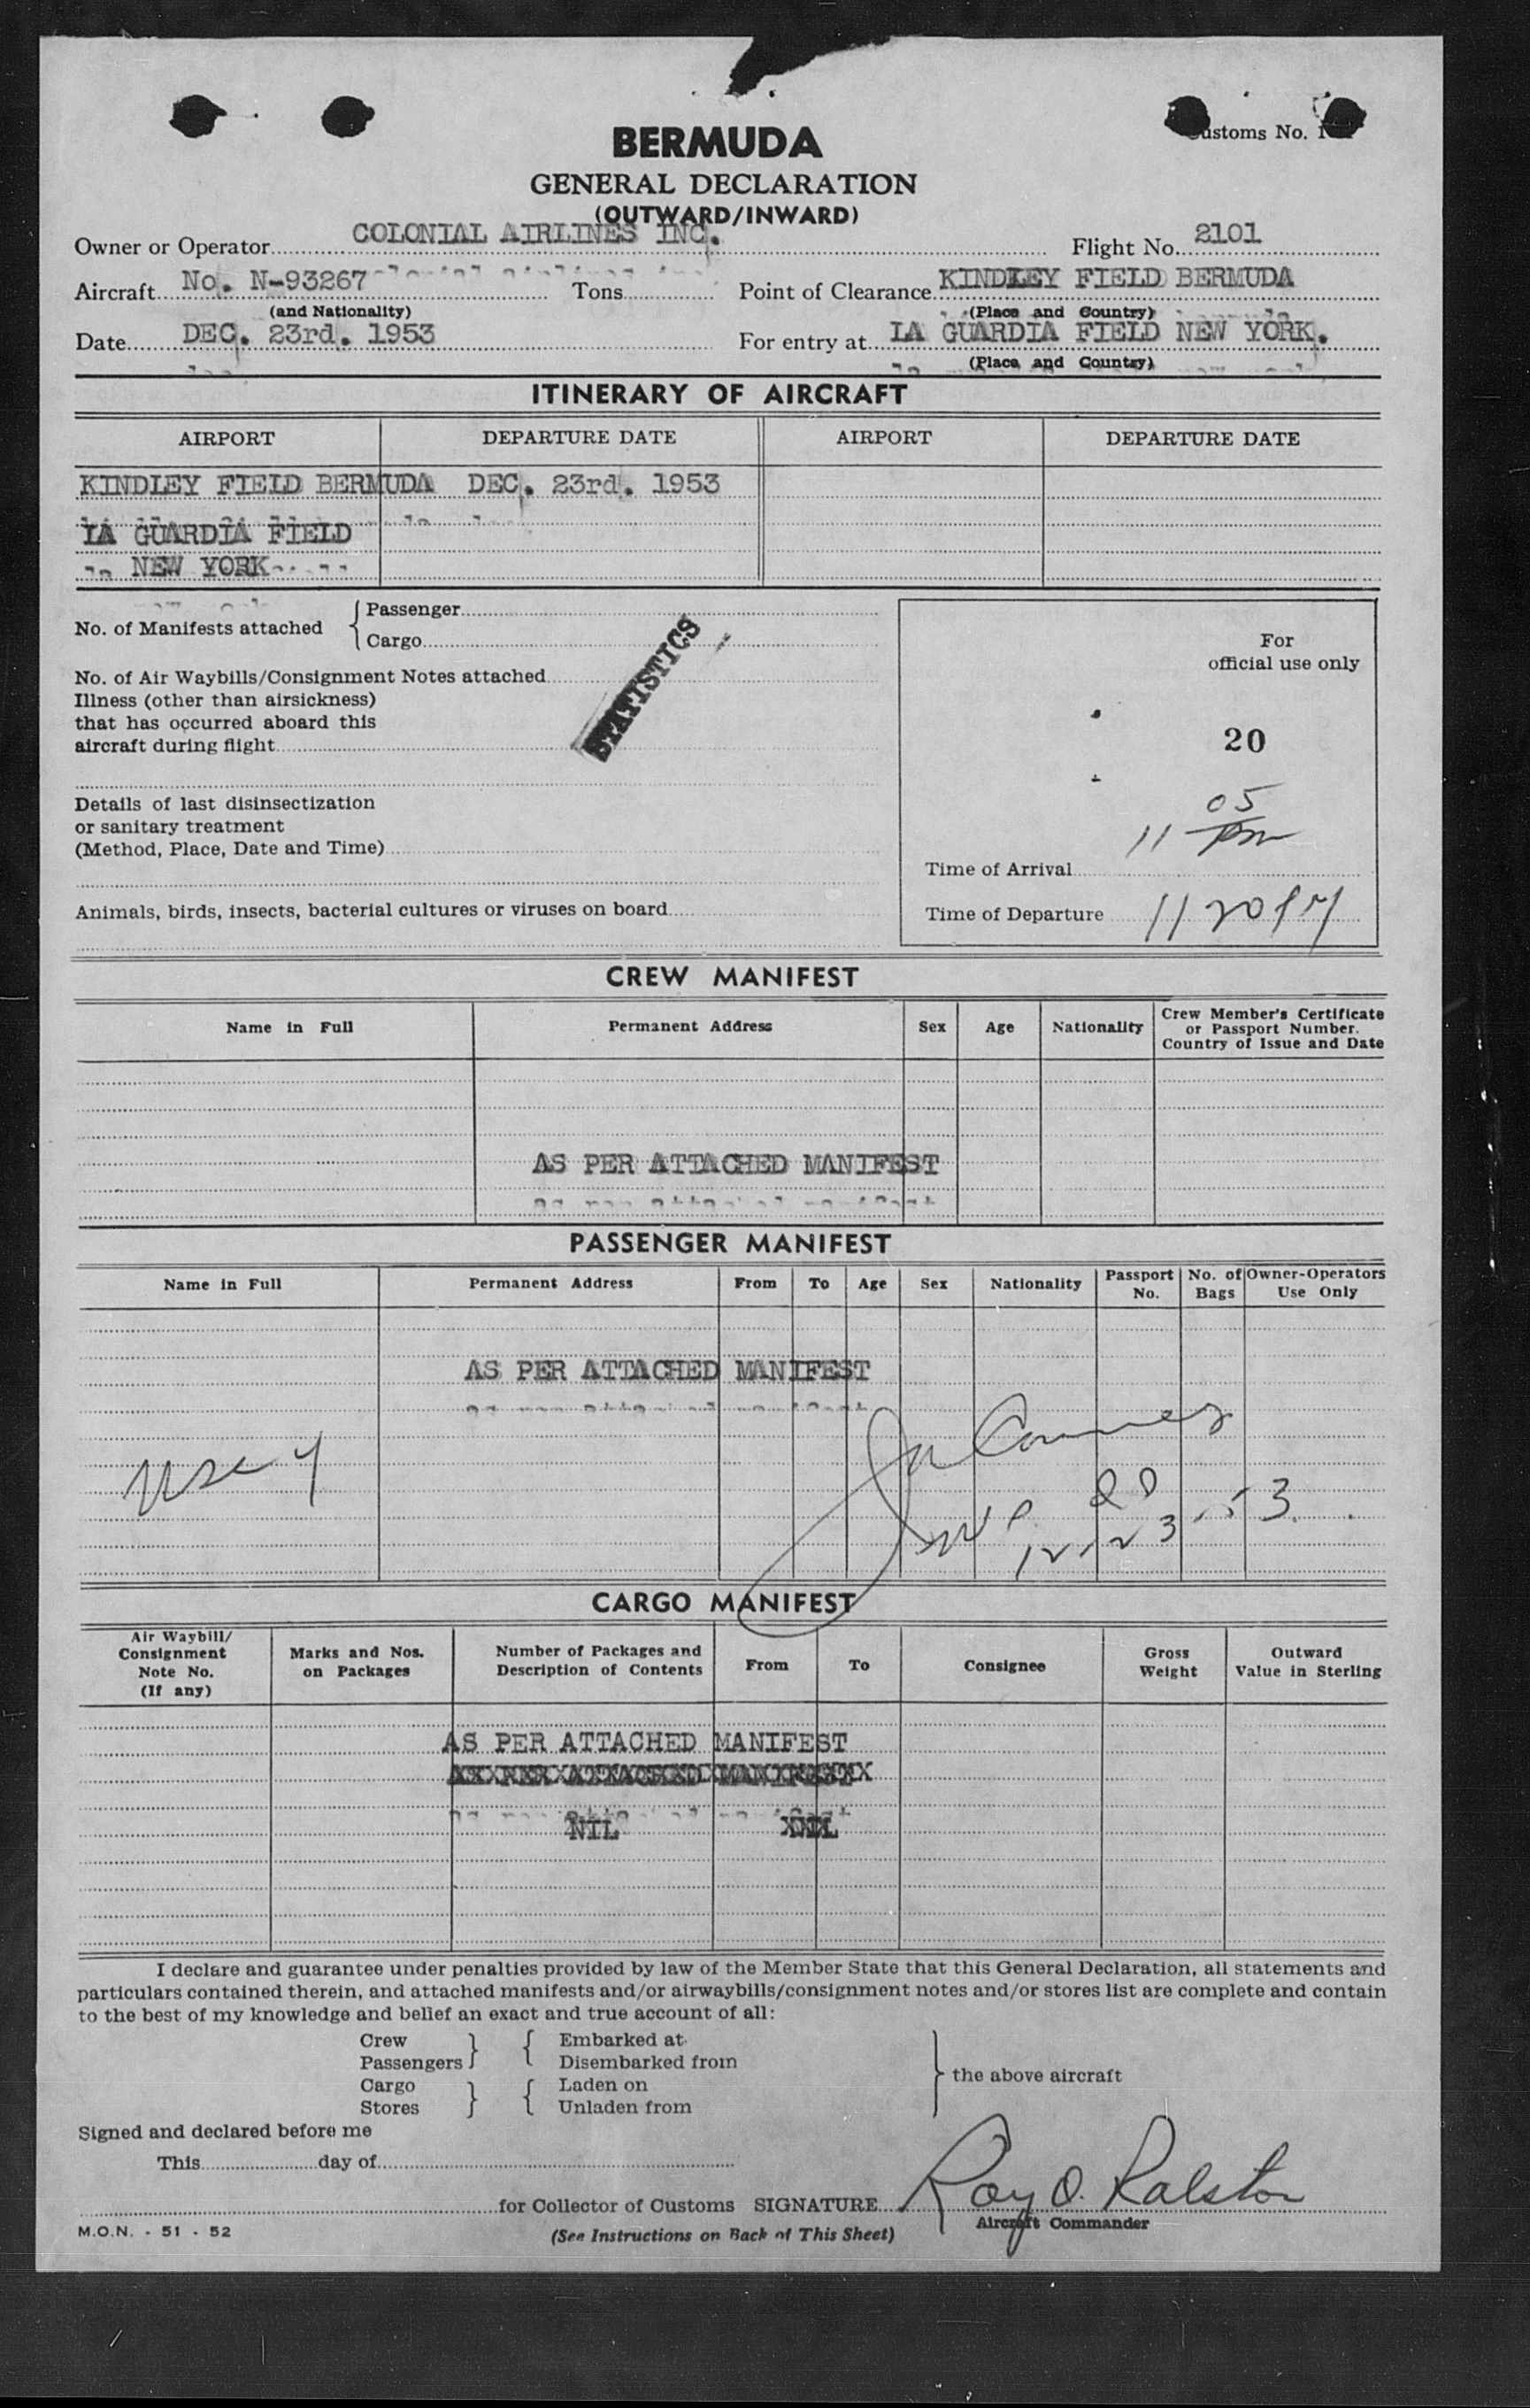 Customs No.
BERMUDA
GENERAL DECLARATION
(OUTWARD/INWARD)
Owner or Operator COLONIAL AIRLINES INC. Flight No. 2101
Aircraft No. N-93267 Tons Point of Clearance KINDLEY FIELD BERMUDA
(and Nationality) (Place and Country)
Date DEC. 23rd. 1953 For entry at LA GUARDIA FIELD NEW YORK.
(Place and Country)
ITINERARY OF AIRCRAFT
AIRPORT DEPARTURE DATE AIRPORT DEPARTURE DATE
KINDLEY FIELD BERMUDA DEC. 23rd. 1953
LA GUARDIA FIELD
NEW YORK
No. of Manifests attached { Passenger
Cargo
STATISTICS
For
official use only
No. of Air Waybills/Consignment Notes attached
Illness (other than airsickness)
that has occurred aboard this
aircraft during flight
20
Details of last disinsectization
or sanitary treatment
(Method, Place, Date and Time)
11 05 pm
Time of Arrival
Animals, birds, insects, bacterial cultures or viruses on board
Time of Departure 11 20 PM
CREW MANIFEST
Name in Full Permanent Address Sex Age Nationality Crew Member's Certificate
or Passport Number.
Country of Issue and Date
AS PER ATTACHED MANIFEST
PASSENGER MANIFEST
Name in Full Permanent Address From To Age Sex Nationality Passport No. No. of Bags Owner-Operators Use Only
AS PER ATTACHED MANIFEST
12-23-53
CARGO MANIFEST
Air Waybill/
Consignment
Note No.
(If any) Marks and Nos.
on Packages Number of Packages and
Description of Contents From To Consignee Gross
Weight Outward
Value in Sterling
AS PER ATTACHED MANIFEST
NIL
I declare and guarantee under penalties provided by law of the Member State that this General Declaration, all statements and
particulars contained therein, and attached manifests and/or airwaybills/consignment notes and/or stores list are complete and contain
to the best of my knowledge and belief an exact and true account of all:
Crew } { Embarked at
Passengers Disembarked from
} the above aircraft
Cargo } { Laden on
Stores Unladen from
Signed and declared before me
This day of
for Collector of Customs SIGNATURE Roy O. Ralston
Aircraft Commander
M.O.N. - 51 - 52 (See Instructions on Back of This Sheet)